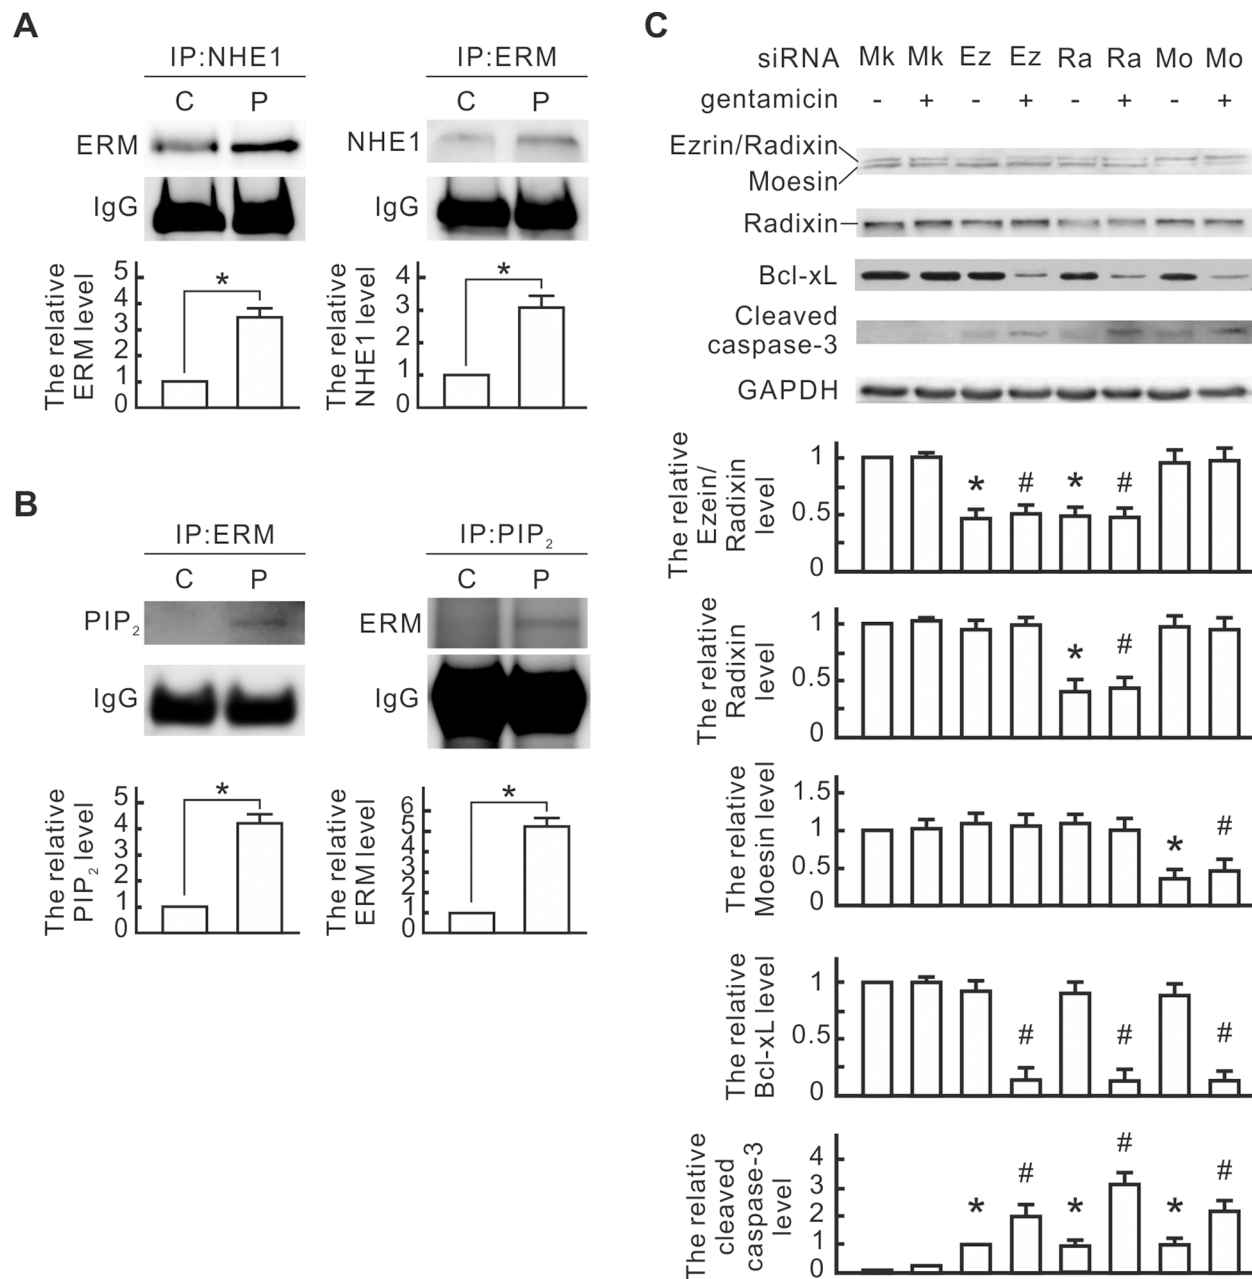 A
IP:NHE1
C P
ERM
IgG
The relative
ERM level
5
4
3
2
1
0
*
IP:ERM
C P
NHE1
IgG
The relative
NHE1 level
4
3
2
1
0
*
B
IP:ERM
C P
PIP2
IgG
The relative
PIP2 level
5
4
3
2
1
0
*
IP:PIP2
C P
ERM
IgG
The relative
ERM level
6
5
4
3
2
1
0
*
C
siRNA Mk Mk Ez Ez Ra Ra Mo Mo
gentamicin - + - + - + - +
Ezrin/Radixin
Moesin
Radixin
Bcl-xL
Cleaved
caspase-3
GAPDH
The relative
Ezein/
Radixin
level
1
0.5
0
* # * #
The relative
Radixin
level
1
0.5
0
* #
The relative
Moesin level
1.5
1
0.5
0
* #
The relative
Bcl-xL level
1
0.5
0
# # #
The relative
cleaved
caspase-3
level
4
3
2
1
0
* # * # * #